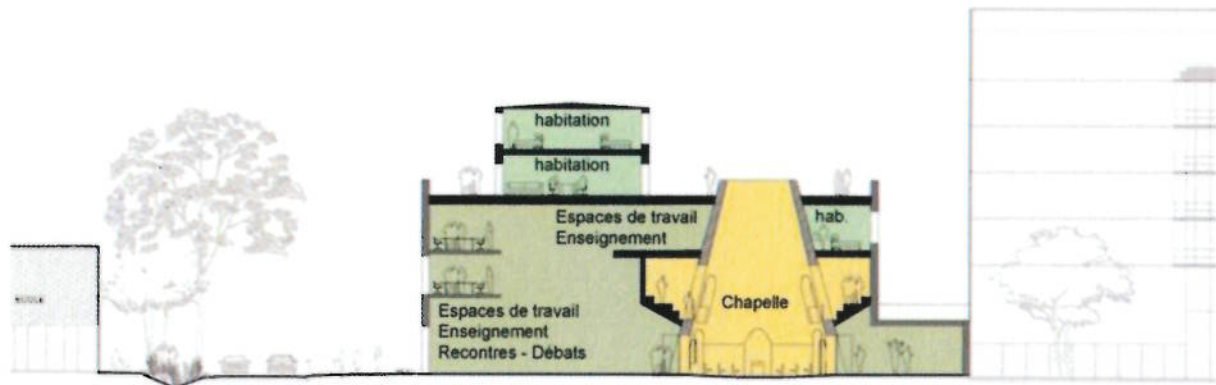 habitation
habitation
Espaces de travail
Enseignement
hab.
Chapelle
Espaces de travail
Enseignement
Recontres - Débats